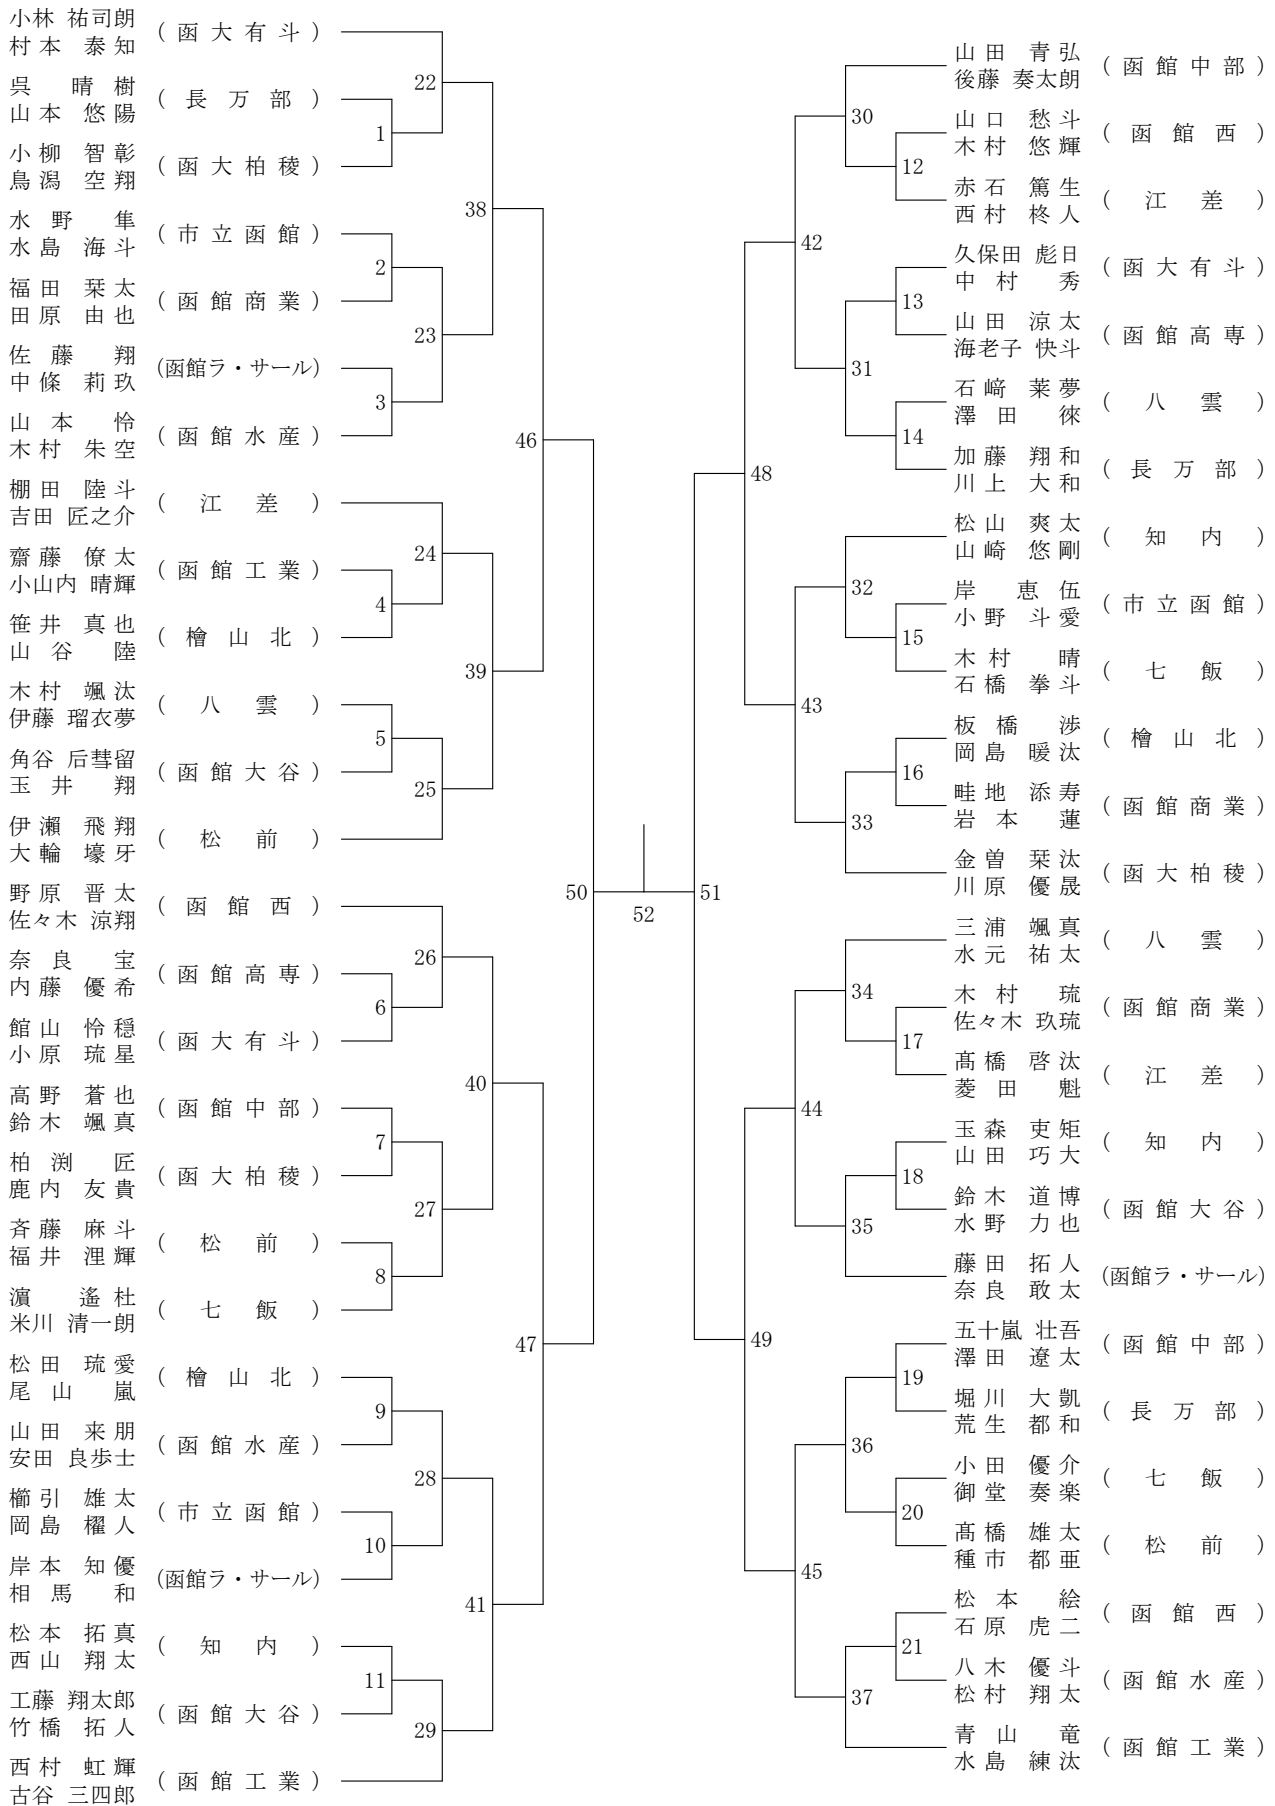 小林 祐司朗
村本 泰知
(函大有斗)
呉 晴樹
山本 悠陽
(長万部)
小柳 智彰
鳥潟 空翔
(函大柏稜)
水野 隼
水島 海斗
(市立函館)
福田 栞太
田原 由也
(函館商業)
佐藤 翔
中條 莉玖
(函館ラ・サール)
山本 怜
木村 朱空
(函館水産)
棚田 陸斗
吉田 匠之介
(江差)
齋藤 僚太
小山内 晴輝
(函館工業)
笹井 真也
山谷 陸
(檜山北)
木村 颯汰
伊藤 瑠衣夢
(八雲)
角谷 后彗留
玉井 翔
(函館大谷)
伊瀬 飛翔
大輪 壕牙
(松前)
野原 晋太
佐々木 涼翔
(函館西)
奈良 宝
内藤 優希
(函館高専)
館山 怜穏
小原 琉星
(函大有斗)
高野 蒼也
鈴木 颯真
(函館中部)
柏渕 匠
鹿内 友貴
(函大柏稜)
斉藤 麻斗
福井 浬輝
(松前)
濵 遙杜
米川 清一朗
(七飯)
松田 琉愛
尾山 嵐
(檜山北)
山田 来朋
安田 良歩士
(函館水産)
櫛引 雄太
岡島 櫂人
(市立函館)
岸本 知優
相馬 和
(函館ラ・サール)
松本 拓真
西山 翔太
(知内)
工藤 翔太郎
竹橋 拓人
(函館大谷)
西村 虹輝
古谷 三四郎
(函館工業)
1
2
3
4
5
6
7
8
9
10
11
22
23
24
25
26
27
28
29
38
39
40
41
46
47
50
52
51
48
49
42
43
44
45
30
31
32
33
34
35
36
37
12
13
14
15
16
17
18
19
20
21
山田 青弘
後藤 奏太朗
(函館中部)
山口 愁斗
木村 悠輝
(函館西)
赤石 篤生
西村 柊人
(江差)
久保田 彪日
中村 秀
(函大有斗)
山田 涼太
海老子 快斗
(函館高専)
石﨑 莱夢
澤田 徠
(八雲)
加藤 翔和
川上 大和
(長万部)
松山 爽太
山崎 悠剛
(知内)
岸 恵伍
小野 斗愛
(市立函館)
木村 晴
石橋 拳斗
(七飯)
板橋 渉
岡島 暖汰
(檜山北)
畦地 添寿
岩本 蓮
(函館商業)
金曽 栞汰
川原 優晟
(函大柏稜)
三浦 颯真
水元 祐太
(八雲)
木村 琉
佐々木 玖琉
(函館商業)
髙橋 啓汰
菱田 魁
(江差)
玉森 吏矩
山田 巧大
(知内)
鈴木 道博
水野 力也
(函館大谷)
藤田 拓人
奈良 敢太
(函館ラ・サール)
五十嵐 壮吾
澤田 遼太
(函館中部)
堀川 大凱
荒生 都和
(長万部)
小田 優介
御堂 奏楽
(七飯)
髙橋 雄太
種市 都亜
(松前)
松本 絵
石原 虎二
(函館西)
八木 優斗
松村 翔太
(函館水産)
青山 竜
水島 練汰
(函館工業)